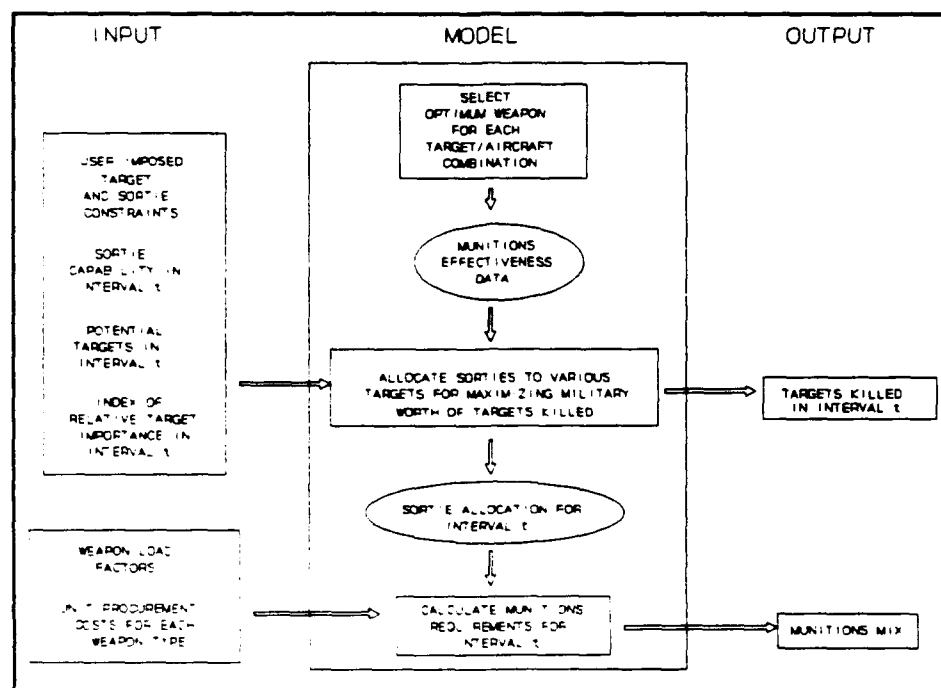 INPUT
MODEL
OUTPUT
USER IMPOSED
TARGET
AND SORTIE
CONSTRAINTS
SORTIE
CAPABILITY IN
INTERVAL t
POTENTIAL
TARGETS IN
INTERVAL t
INDEX OF
RELATIVE TARGET
IMPORTANCE IN
INTERVAL t
WEAPON LOAD
FACTORS
UNIT PROCUREMENT
COSTS FOR EACH
WEAPON TYPE
SELECT
OPTIMUM WEAPON
FOR EACH
TARGET/AIRCRAFT
COMBINATION
MUNITIONS
EFFECTIVENESS
DATA
ALLOCATE SORTIES TO VARIOUS
TARGETS FOR MAXIMIZING MILITARY
WORTH OF TARGETS KILLED
SORTIE ALLOCATION FOR
INTERVAL t
CALCULATE MUNITIONS
REQUIREMENTS FOR
INTERVAL t
TARGETS KILLED
IN INTERVAL t
MUNITIONS MIX